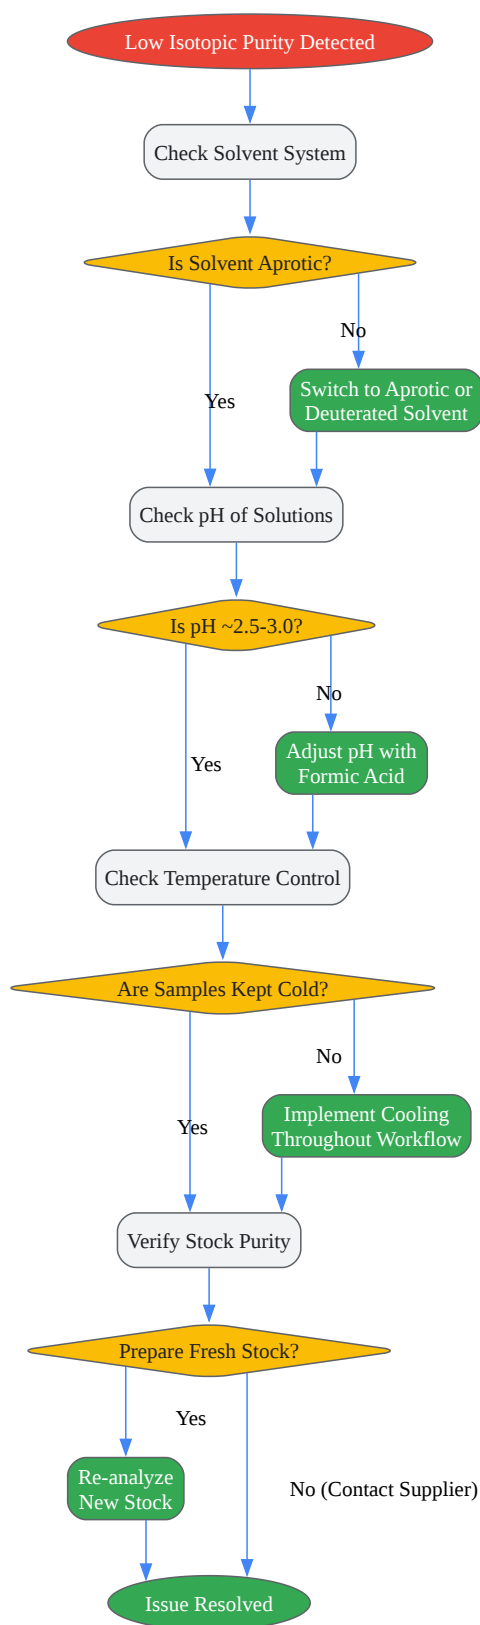 Low Isotopic Purity Detected
Check Solvent System
Is Solvent Aprotic?
No
Switch to Aprotic or
Deuterated Solvent
Yes
Check pH of Solutions
Is pH ~2.5-3.0?
No
Adjust pH with
Formic Acid
Yes
Check Temperature Control
Are Samples Kept Cold?
No
Implement Cooling
Throughout Workflow
Yes
Verify Stock Purity
Prepare Fresh Stock?
Yes
Re-analyze
New Stock
No (Contact Supplier)
Issue Resolved